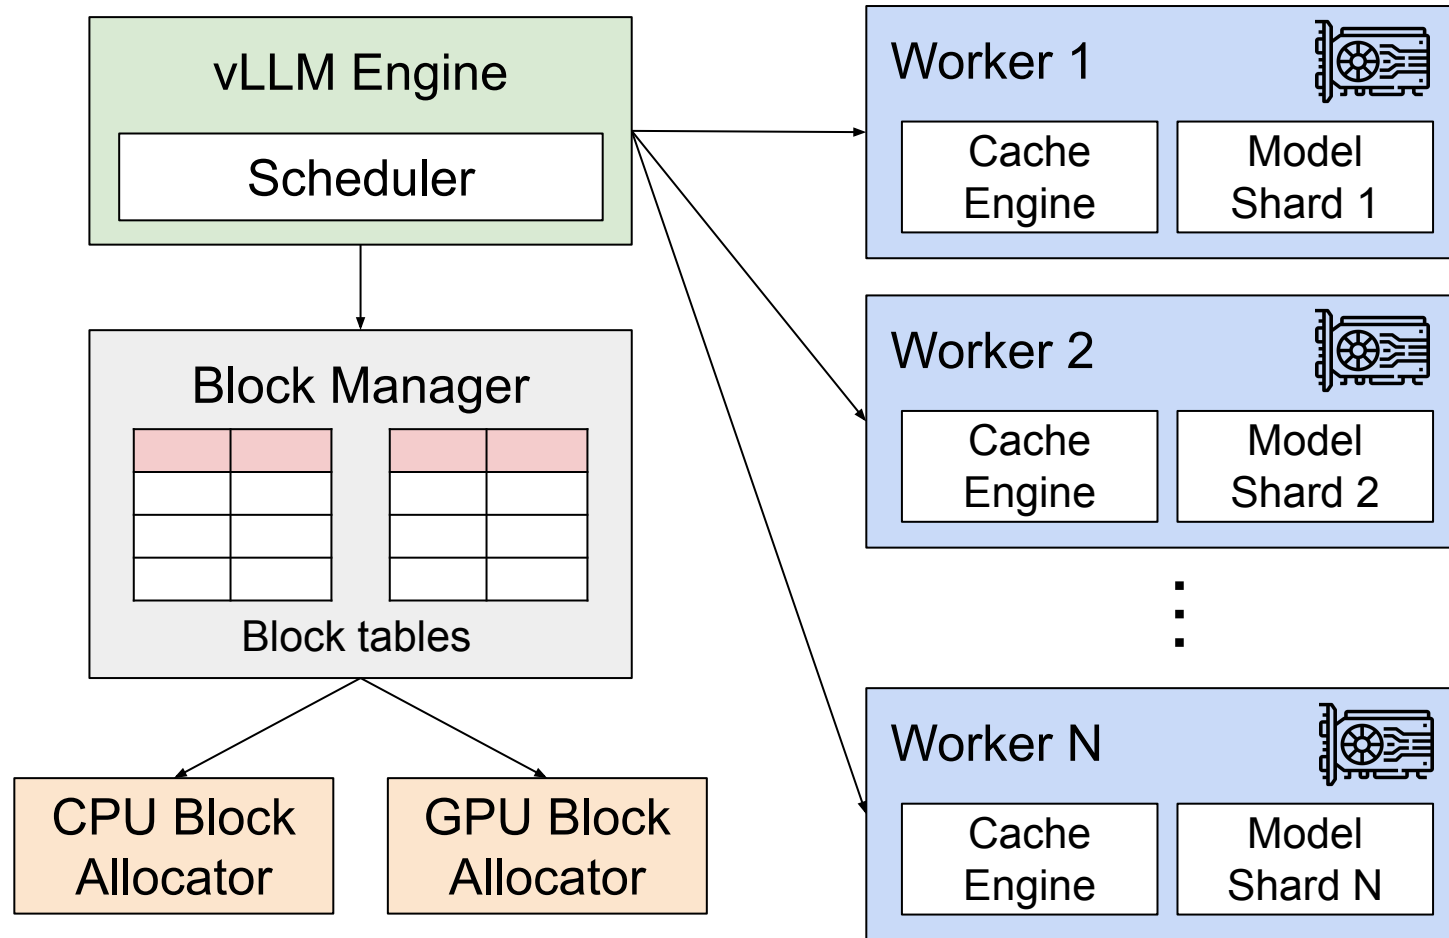 vLLM Engine
Scheduler
Block Manager
Block tables
CPU Block
Allocator
GPU Block
Allocator
Worker 1
Cache
Engine
Model
Shard 1
Worker 2
Cache
Engine
Model
Shard 2
Worker N
Cache
Engine
Model
Shard N